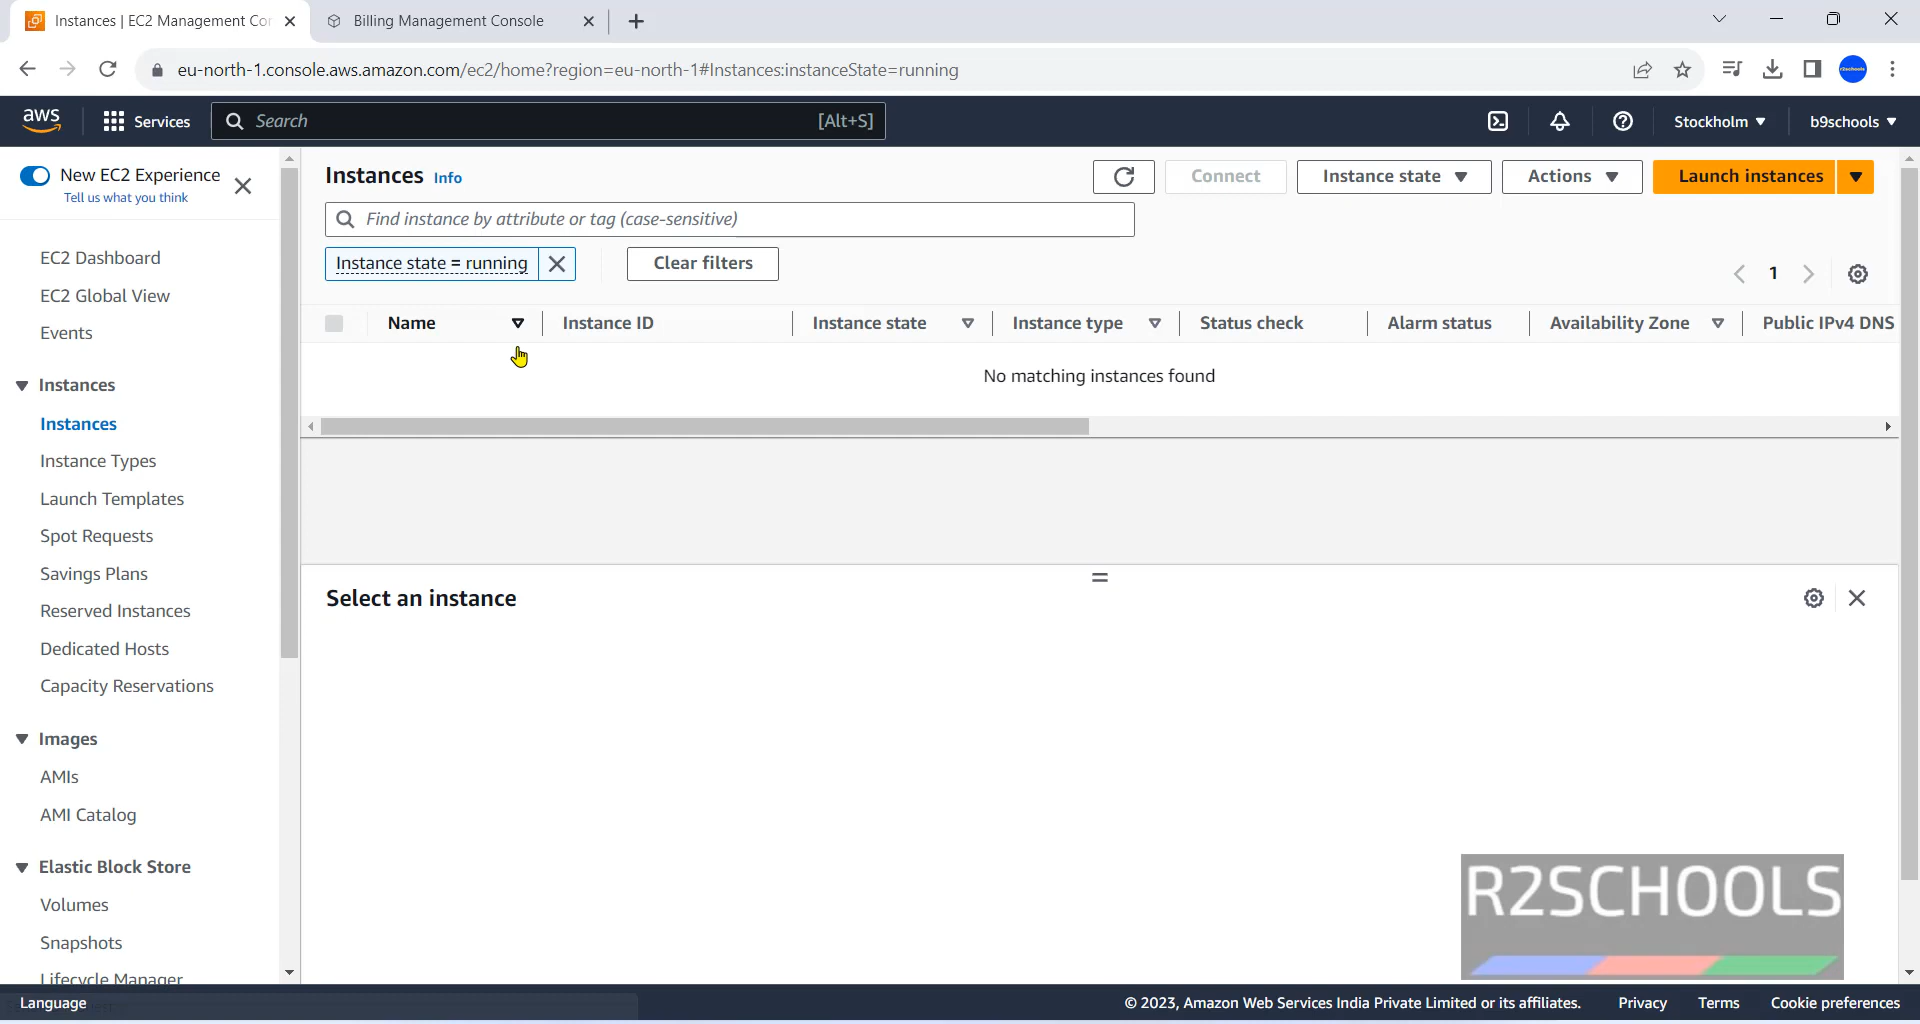 Instances | EC2 Management Con
Billing Management Console
eu-north-1.console.aws.amazon.com/ec2/home?region=eu-north-1#Instances:instanceState=running
aws
Services
Search
[Alt+S]
Stockholm
b9schools
New EC2 Experience
Tell us what you think
EC2 Dashboard
EC2 Global View
Events
Instances
Instances
Instance Types
Launch Templates
Spot Requests
Savings Plans
Reserved Instances
Dedicated Hosts
Capacity Reservations
Images
AMIs
AMI Catalog
Elastic Block Store
Volumes
Snapshots
Lifecycle Manager
Instances Info
Connect
Instance state
Actions
Launch instances
Find instance by attribute or tag (case-sensitive)
Instance state = running
Clear filters
1
Name
Instance ID
Instance state
Instance type
Status check
Alarm status
Availability Zone
Public IPv4 DNS
No matching instances found
Select an instance
R2SCHOOLS
Language
© 2023, Amazon Web Services India Private Limited or its affiliates.
Privacy
Terms
Cookie preferences